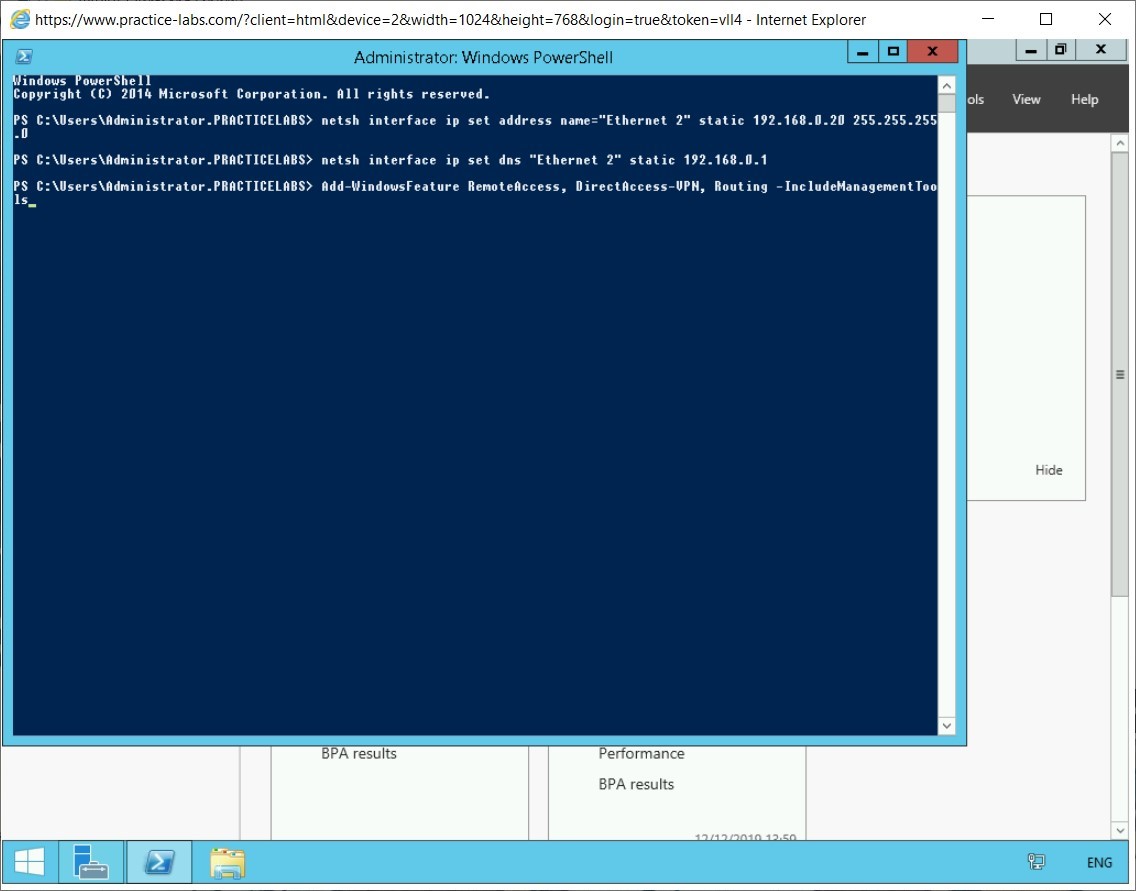 https://www.practice-labs.com/?client=html&device=2&width=1024&height=768&login=true&token=vll4 - Internet Explorer
Administrator: Windows PowerShell
Windows PowerShell
Copyright (C) 2014 Microsoft Corporation. All rights reserved.
PS C:\Users\Administrator.PRACTICELABS> netsh interface ip set address name="Ethernet 2" static 192.168.0.20 255.255.255
.0
PS C:\Users\Administrator.PRACTICELABS> netsh interface ip set dns "Ethernet 2" static 192.168.0.1
PS C:\Users\Administrator.PRACTICELABS> Add-WindowsFeature RemoteAccess, DirectAccess-VPN, Routing -IncludeManagementToo
ls_
ols View Help
Hide
BPA results
Performance
BPA results
12/12/2019 13:59
ENG